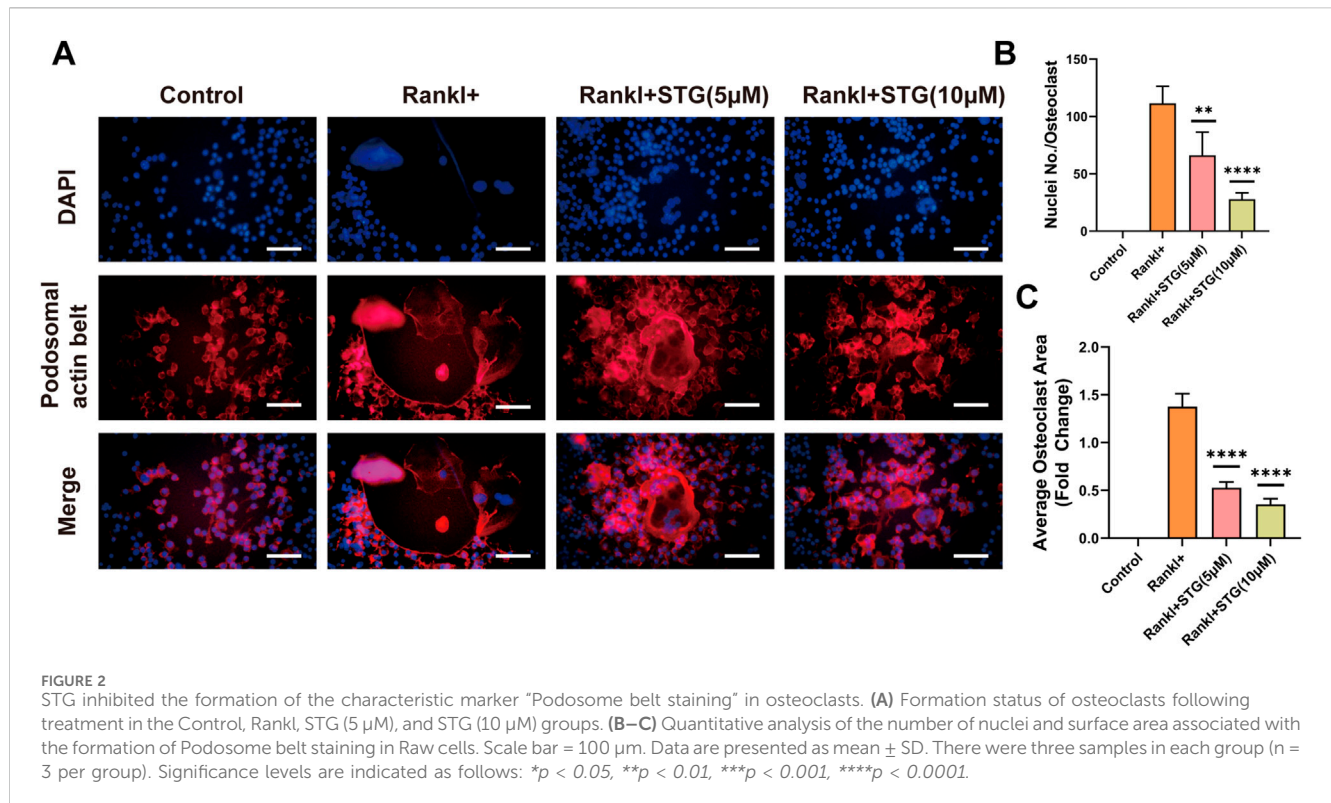 A
Control
Rankl+
Rankl+STG(5μM)
Rankl+STG(10μM)
DAPI
Podosomal
actin belt
Merge
B
Nuclei No./Osteoclast
150
100
50
0
**
****
Control
Rankl+
Rankl+STG(5μM)
Rankl+STG(10μM)
C
Average Osteoclast Area
(Fold Change)
2.0
1.5
1.0
0.5
0.0
****
****
Control
Rankl+
Rankl+STG(5μM)
Rankl+STG(10μM)
FIGURE 2
STG inhibited the formation of the characteristic marker "Podosome belt staining" in osteoclasts. (A) Formation status of osteoclasts following
treatment in the Control, Rankl, STG (5 μM), and STG (10 μM) groups. (B–C) Quantitative analysis of the number of nuclei and surface area associated with
the formation of Podosome belt staining in Raw cells. Scale bar = 100 μm. Data are presented as mean ± SD. There were three samples in each group (n =
3 per group). Significance levels are indicated as follows: *p < 0.05, **p < 0.01, ***p < 0.001, ****p < 0.0001.